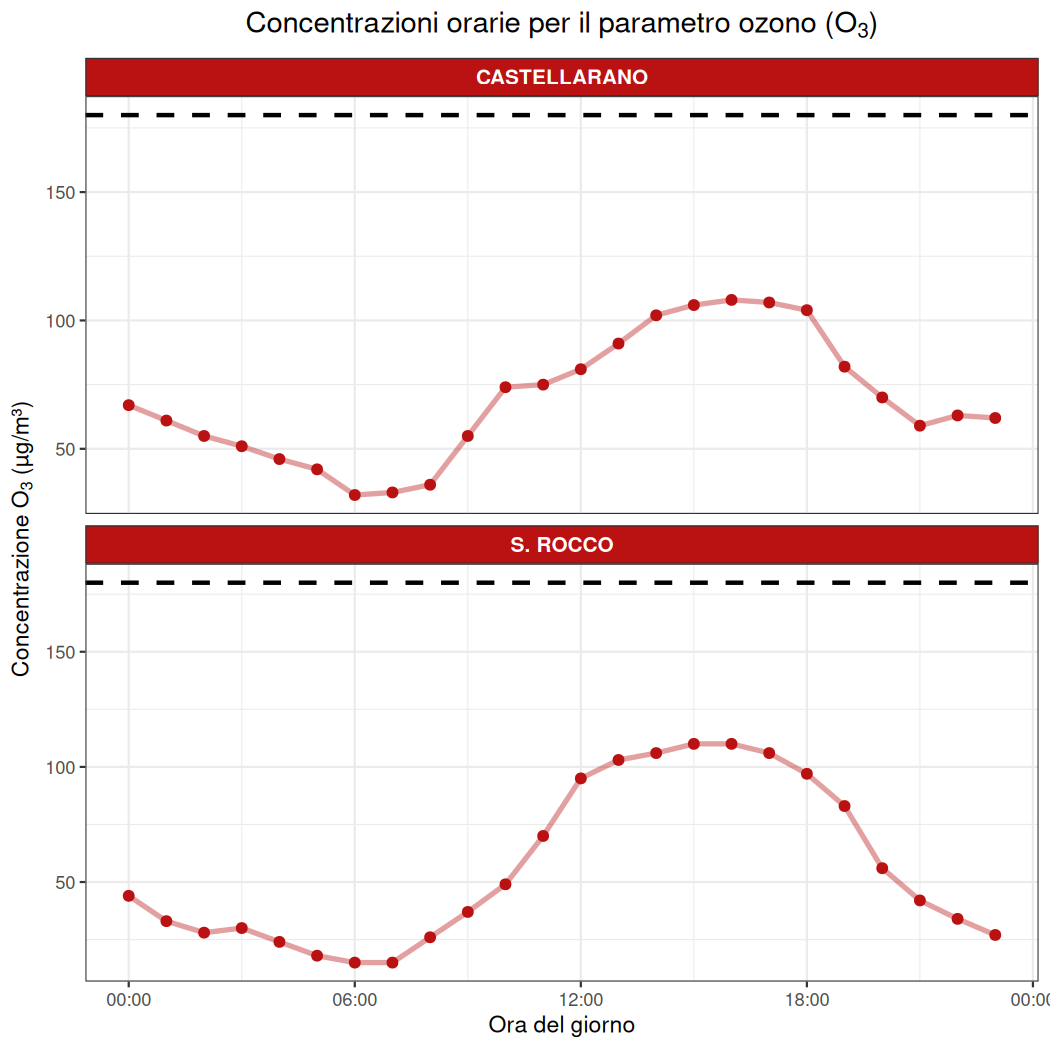 Concentrazioni orarie per il parametro ozono (O₃)
CASTELLARANO
150
100
50
S. ROCCO
150
100
50
Concentrazione O₃ (µg/m³)
00:00 06:00 12:00 18:00 00:00
Ora del giorno